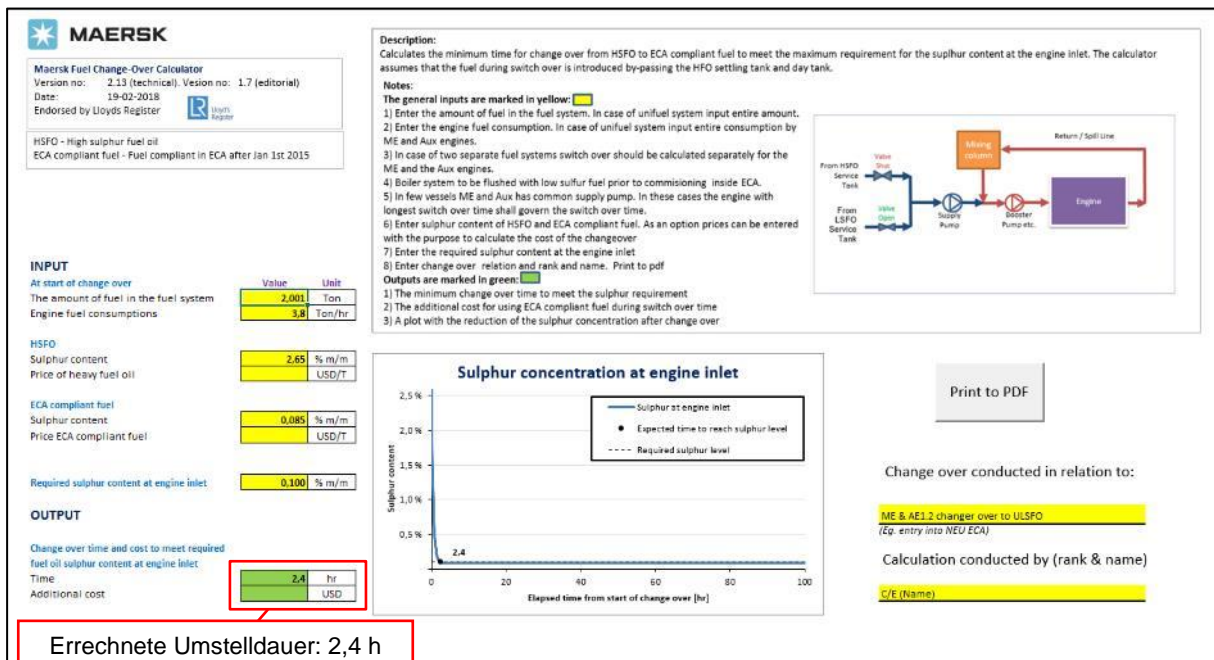 MAERSK
Maersk Fuel Change-Over Calculator
Version no: 2.13 (technical). Vesion no: 1.7 (editorial)
Date: 19-02-2018
Endorsed by Lloyds Register
LR Lloyd's
Register
HSFO - High sulphur fuel oil
ECA compliant fuel - Fuel compliant in ECA after Jan 1st 2015
Description:
Calculates the minimum time for change over from HSFO to ECA compliant fuel to meet the maximum requirement for the suplhur content at the engine inlet. The calculator
assumes that the fuel during switch over is introduced by-passing the HFO settling tank and day tank.
Notes:
The general inputs are marked in yellow:
1) Enter the amount of fuel in the fuel system. In case of unifuel system input entire amount.
2) Enter the engine fuel consumption. In case of unifuel system input entire consumption by
ME and Aux engines.
3) In case of two separate fuel systems switch over should be calculated separately for the
ME and the Aux engines.
4) Boiler system to be flushed with low sulfur fuel prior to commisioning inside ECA.
5) In few vessels ME and Aux has common supply pump. In these cases the engine with
longest switch over time shall govern the switch over time.
6) Enter sulphur content of HSFO and ECA compliant fuel. As an option prices can be entered
with the purpose to calculate the cost of the changeover
7) Enter the required sulphur content at the engine inlet
8) Enter change over relation and rank and name. Print to pdf
Outputs are marked in green:
1) The minimum change over time to meet the sulphur requirement
2) The additional cost for using ECA compliant fuel during switch over time
3) A plot with the reduction of the sulphur concentration after change over
Mixing
column
Return / Spill Line
From HSFO
Service
Tank
Valve
Shut
From
LSFO
Service
Tank
Valve
Open
Supply
Pump
Booster
Pump etc.
Engine
INPUT
At start of change over Value Unit
The amount of fuel in the fuel system 2,001 Ton
Engine fuel consumptions 3,8 Ton/hr
HSFO
Sulphur content 2,65 % m/m
Price of heavy fuel oil USD/T
ECA compliant fuel
Sulphur content 0,085 % m/m
Price ECA compliant fuel USD/T
Required sulphur content at engine inlet 0,100 % m/m
OUTPUT
Change over time and cost to meet required
fuel oil sulphur content at engine inlet
Time 2,4 hr
Additional cost USD
Errechnete Umstelldauer: 2,4 h
Sulphur concentration at engine inlet
Sulphur content
2,5 %
2,0 %
1,5 %
1,0 %
0,5 %
Sulphur at engine inlet
Expected time to reach sulphur level
Required sulphur level
2.4
0 20 40 60 80 100
Elapsed time from start of change over [hr]
Print to PDF
Change over conducted in relation to:
ME & AE1.2 changer over to ULSFO
(Eg. entry into NEU ECA)
Calculation conducted by (rank & name)
C/E (Name)